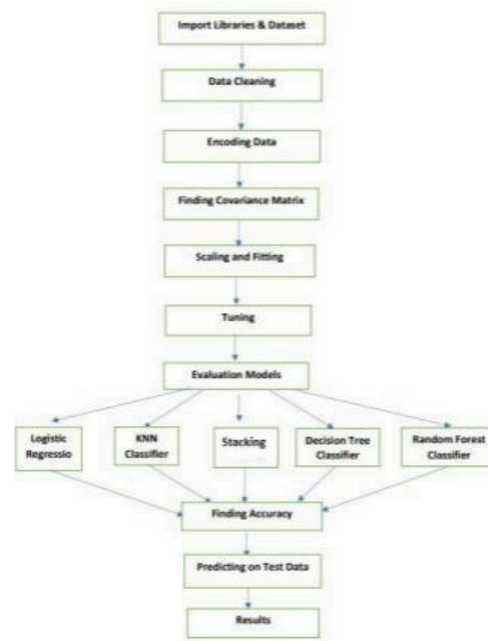 Import Libraries & Dataset
Data Cleaning
Encoding Data
Finding Covariance Matrix
Scaling and Fitting
Tuning
Evaluation Models
Logistic
Regressio
KNN
Classifier
Stacking
Decision Tree
Classifier
Random Forest
Classifier
Finding Accuracy
Predicting on Test Data
Results